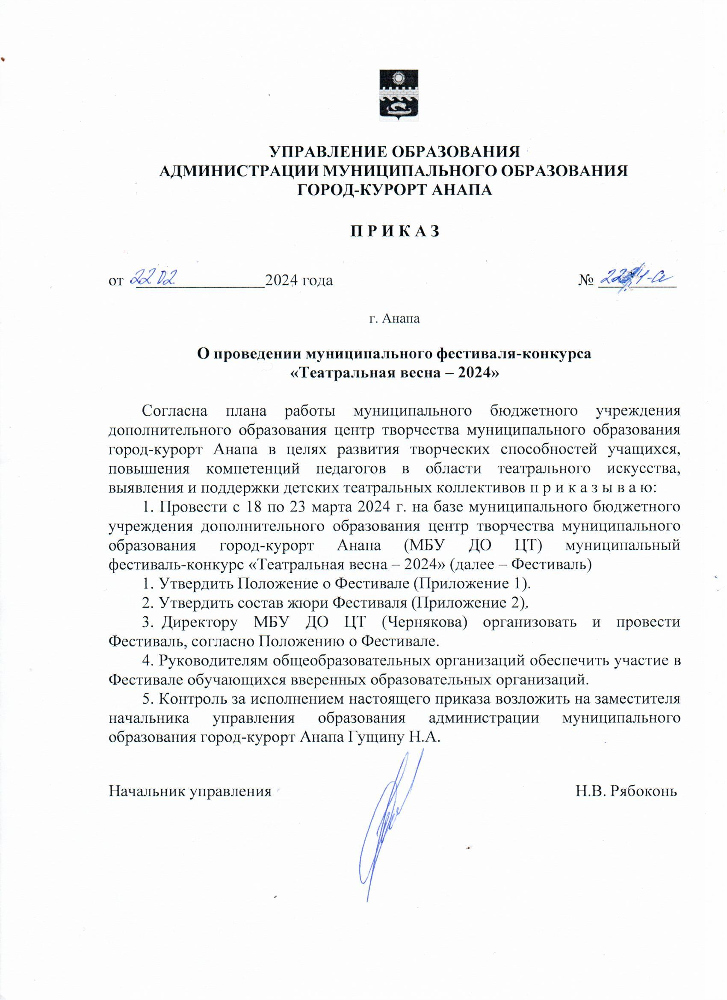 УПРАВЛЕНИЕ ОБРАЗОВАНИЯ
АДМИНИСТРАЦИИ МУНИЦИПАЛЬНОГО ОБРАЗОВАНИЯ
ГОРОД-КУРОРТ АНАПА
П Р И К А З
от 22 02 2024 года №
г. Анапа
О проведении муниципального фестиваля-конкурса
«Театральная весна – 2024»
Согласна плана работы муниципального бюджетного учреждения
дополнительного образования центр творчества муниципального образования
город-курорт Анапа в целях развития творческих способностей учащихся,
повышения компетенций педагогов в области театрального искусства,
выявления и поддержки детских театральных коллективов п р и к а з ы в а ю:
1. Провести с 18 по 23 марта 2024 г. на базе муниципального бюджетного
учреждения дополнительного образования центр творчества муниципального
образования город-курорт Анапа (МБУ ДО ЦТ) муниципальный
фестиваль-конкурс «Театральная весна – 2024» (далее – Фестиваль)
1. Утвердить Положение о Фестивале (Приложение 1).
2. Утвердить состав жюри Фестиваля (Приложение 2).
3. Директору МБУ ДО ЦТ (Чернякова) организовать и провести
Фестиваль, согласно Положению о Фестивале.
4. Руководителям общеобразовательных организаций обеспечить участие в
Фестивале обучающихся вверенных образовательных организаций.
5. Контроль за исполнением настоящего приказа возложить на заместителя
начальника управления образования администрации муниципального
образования город-курорт Анапа Гущину Н.А.
Начальник управления Н.В. Рябоконь